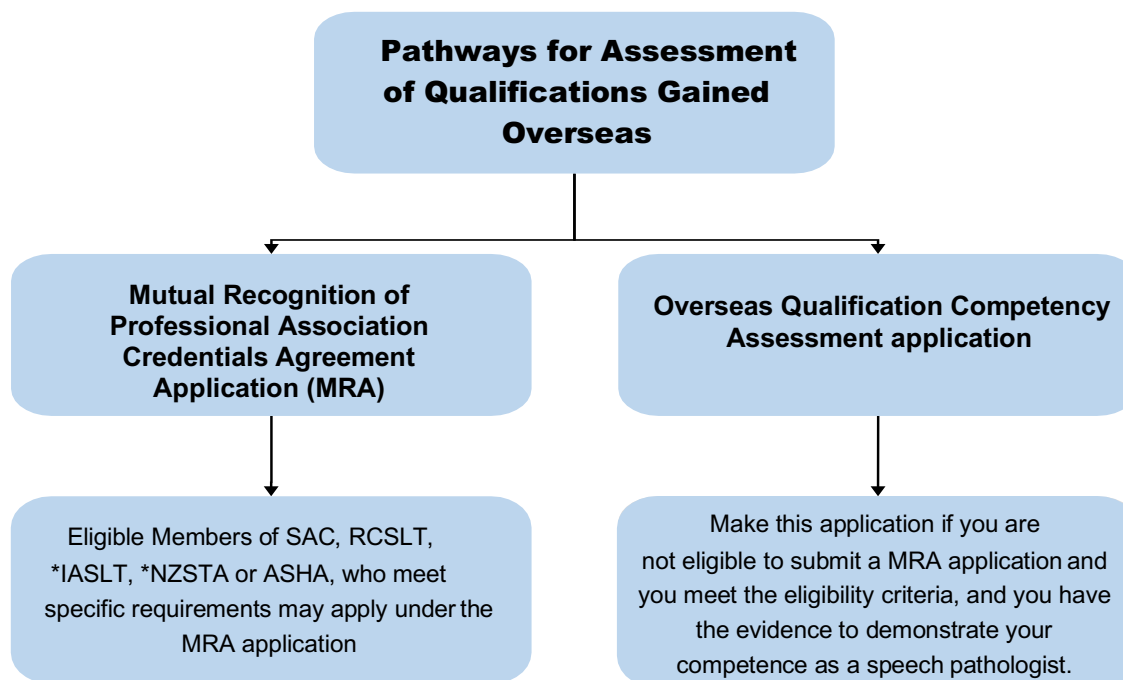 Pathways for Assessment
of Qualifications Gained
Overseas
Mutual Recognition of
Professional Association
Credentials Agreement
Application (MRA)
Overseas Qualification Competency
Assessment application
Eligible Members of SAC, RCSLT,
*IASLT, *NZSTA or ASHA, who meet
specific requirements may apply under the
MRA application
Make this application if you are
not eligible to submit a MRA application and
you meet the eligibility criteria, and you have
the evidence to demonstrate your
competence as a speech pathologist.